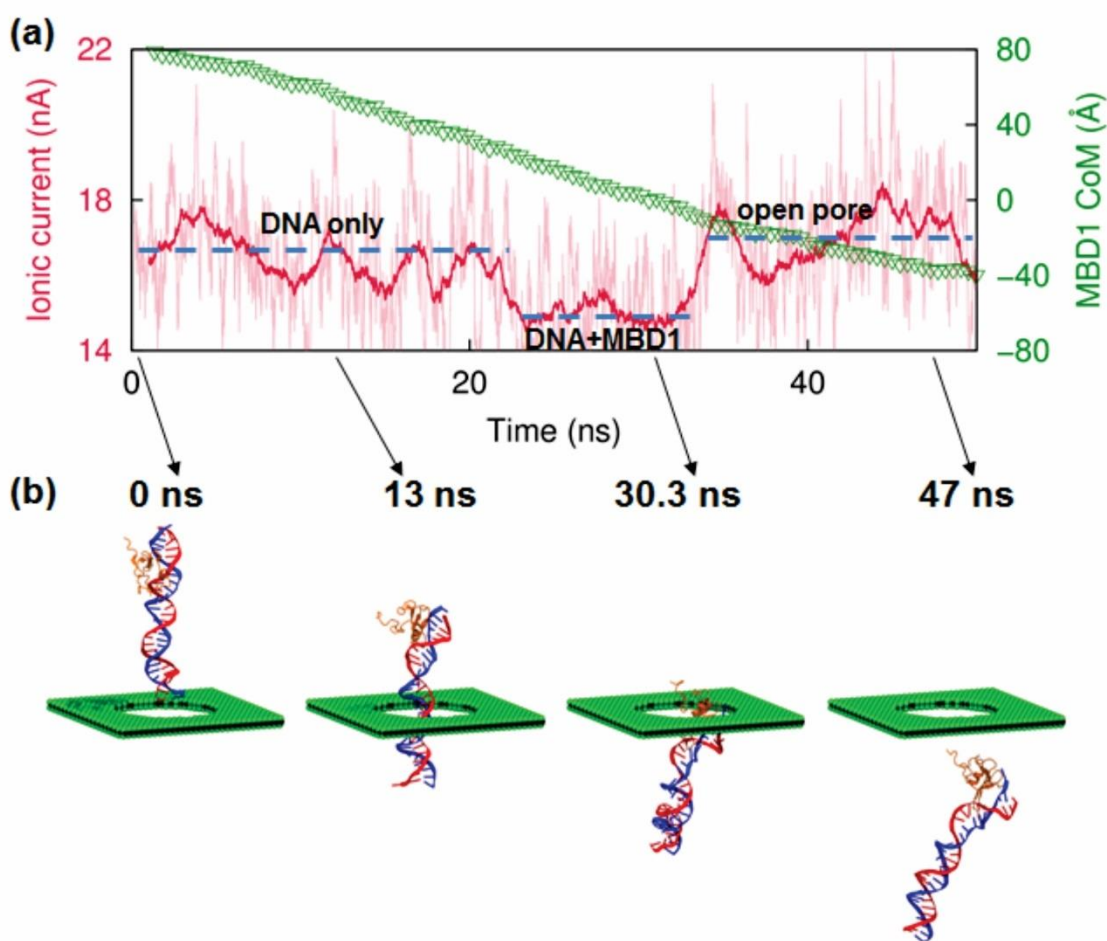 (a)
22
18
14
Ionic current (nA)
80
40
0
−40
−80
MBD1 CoM (Å)
DNA only
open pore
DNA+MBD1
0
20
40
Time (ns)
(b)
0 ns
13 ns
30.3 ns
47 ns